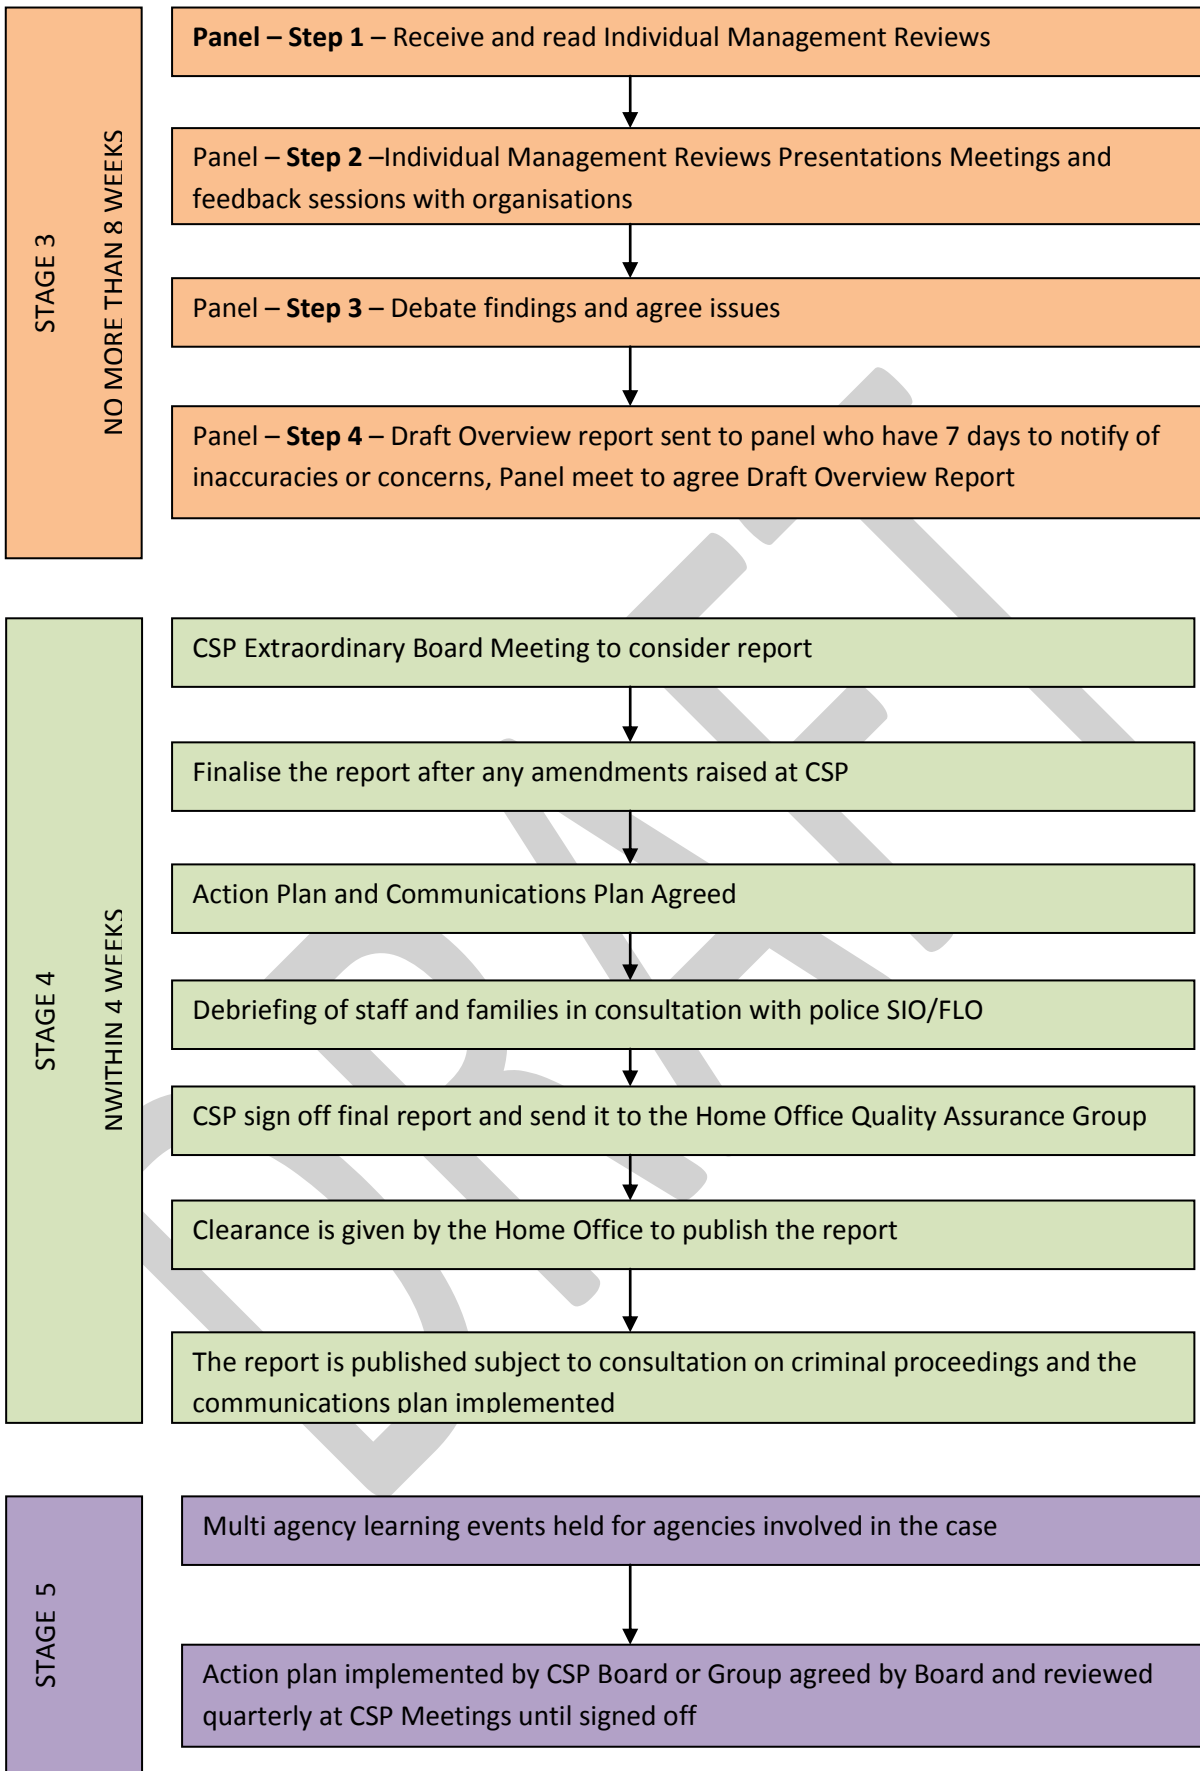 STAGE 3
NO MORE THAN 8 WEEKS
Panel – Step 1 – Receive and read Individual Management Reviews
Panel – Step 2 –Individual Management Reviews Presentations Meetings and
feedback sessions with organisations
Panel – Step 3 – Debate findings and agree issues
Panel – Step 4 – Draft Overview report sent to panel who have 7 days to notify of
inaccuracies or concerns, Panel meet to agree Draft Overview Report
STAGE 4
NWITHIN 4 WEEKS
CSP Extraordinary Board Meeting to consider report
Finalise the report after any amendments raised at CSP
Action Plan and Communications Plan Agreed
Debriefing of staff and families in consultation with police SIO/FLO
CSP sign off final report and send it to the Home Office Quality Assurance Group
Clearance is given by the Home Office to publish the report
The report is published subject to consultation on criminal proceedings and the
communications plan implemented
STAGE 5
Multi agency learning events held for agencies involved in the case
Action plan implemented by CSP Board or Group agreed by Board and reviewed
quarterly at CSP Meetings until signed off
DRAFT